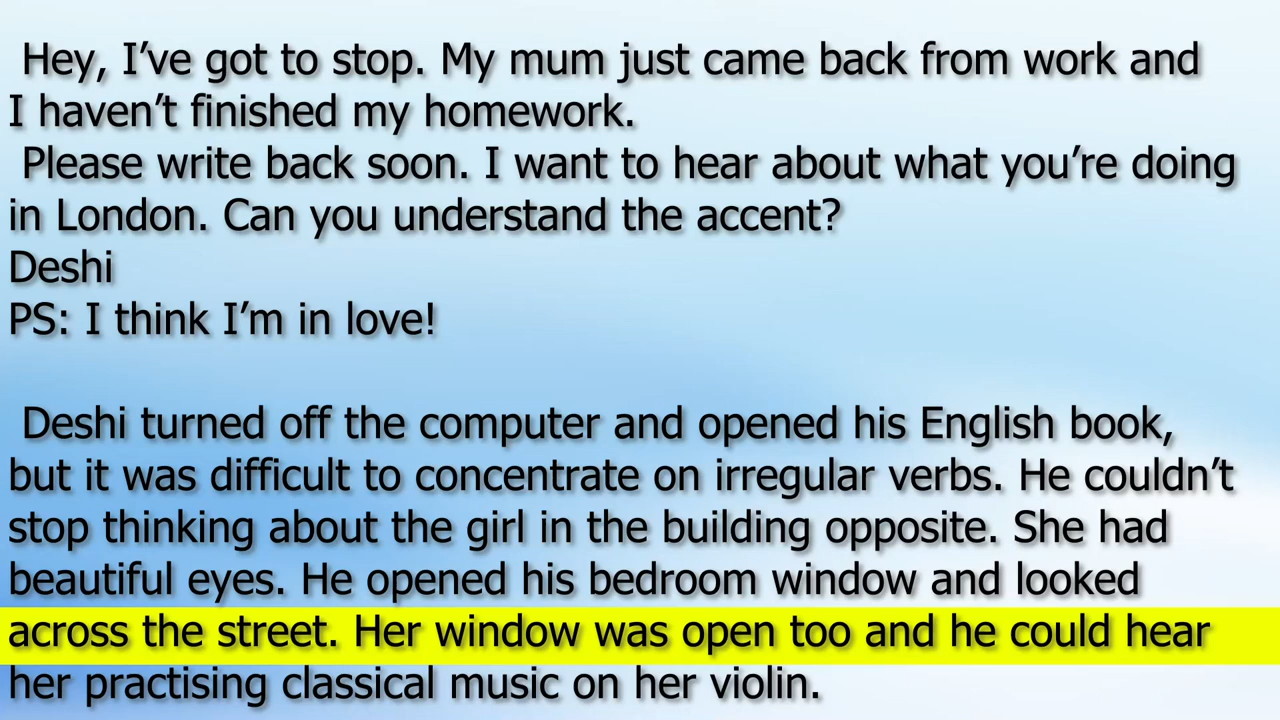 Hey, I’ve got to stop. My mum just came back from work and
I haven’t finished my homework.
Please write back soon. I want to hear about what you’re doing
in London. Can you understand the accent?
Deshi
PS: I think I’m in love!
Deshi turned off the computer and opened his English book,
but it was difficult to concentrate on irregular verbs. He couldn’t
stop thinking about the girl in the building opposite. She had
beautiful eyes. He opened his bedroom window and looked
across the street. Her window was open too and he could hear
her practising classical music on her violin.